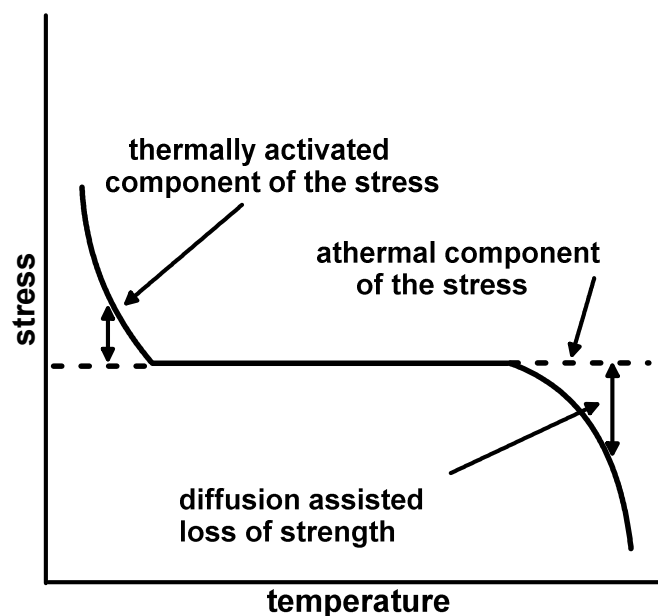 thermally activated
component of the stress
athermal component
of the stress
stress
diffusion assisted
loss of strength
temperature